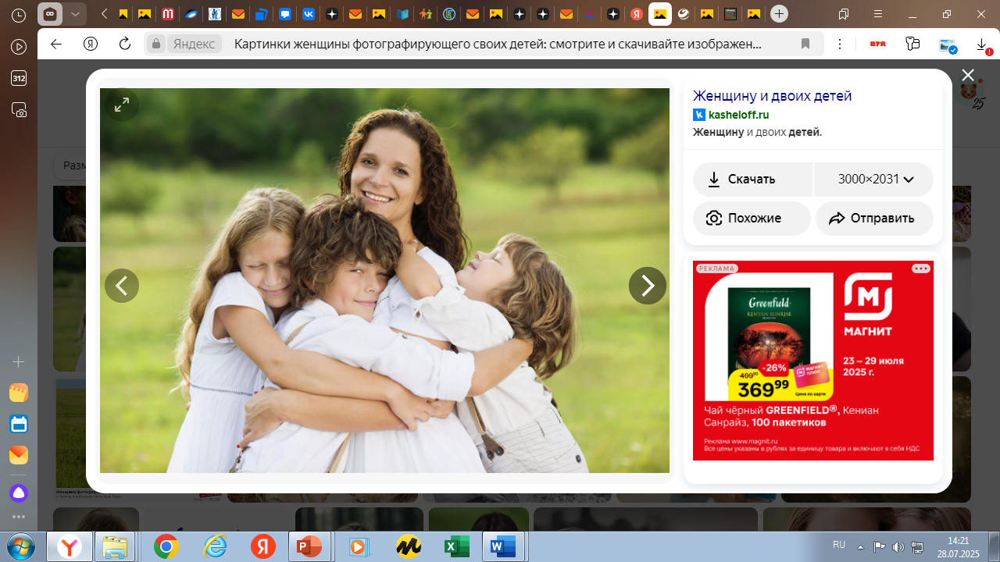 312
Яндекс
Картинки женщины фотографирующего своих детей: смотрите и скачивайте изображен...
25
Разм
Женщину и двоих детей
kasheloff.ru
Женщину и двоих детей.
Скачать
3000×2031
Похожие
Отправить
РЕКЛАМА
Greenfield
KENYAN SUNRISE
МАГНИТ
-26%
499⁹⁹
369⁹⁹
МАГНИТ ПЛЮС
Цена по карте
23 – 29 июля
2025 г.
Чай чёрный GREENFIELD®, Кениан
Санрайз, 100 пакетиков
Реклама www.magnit.ru
Все цены указаны в рублях за единицу товара и включают в себя НДС
RU
14:21
28.07.2025